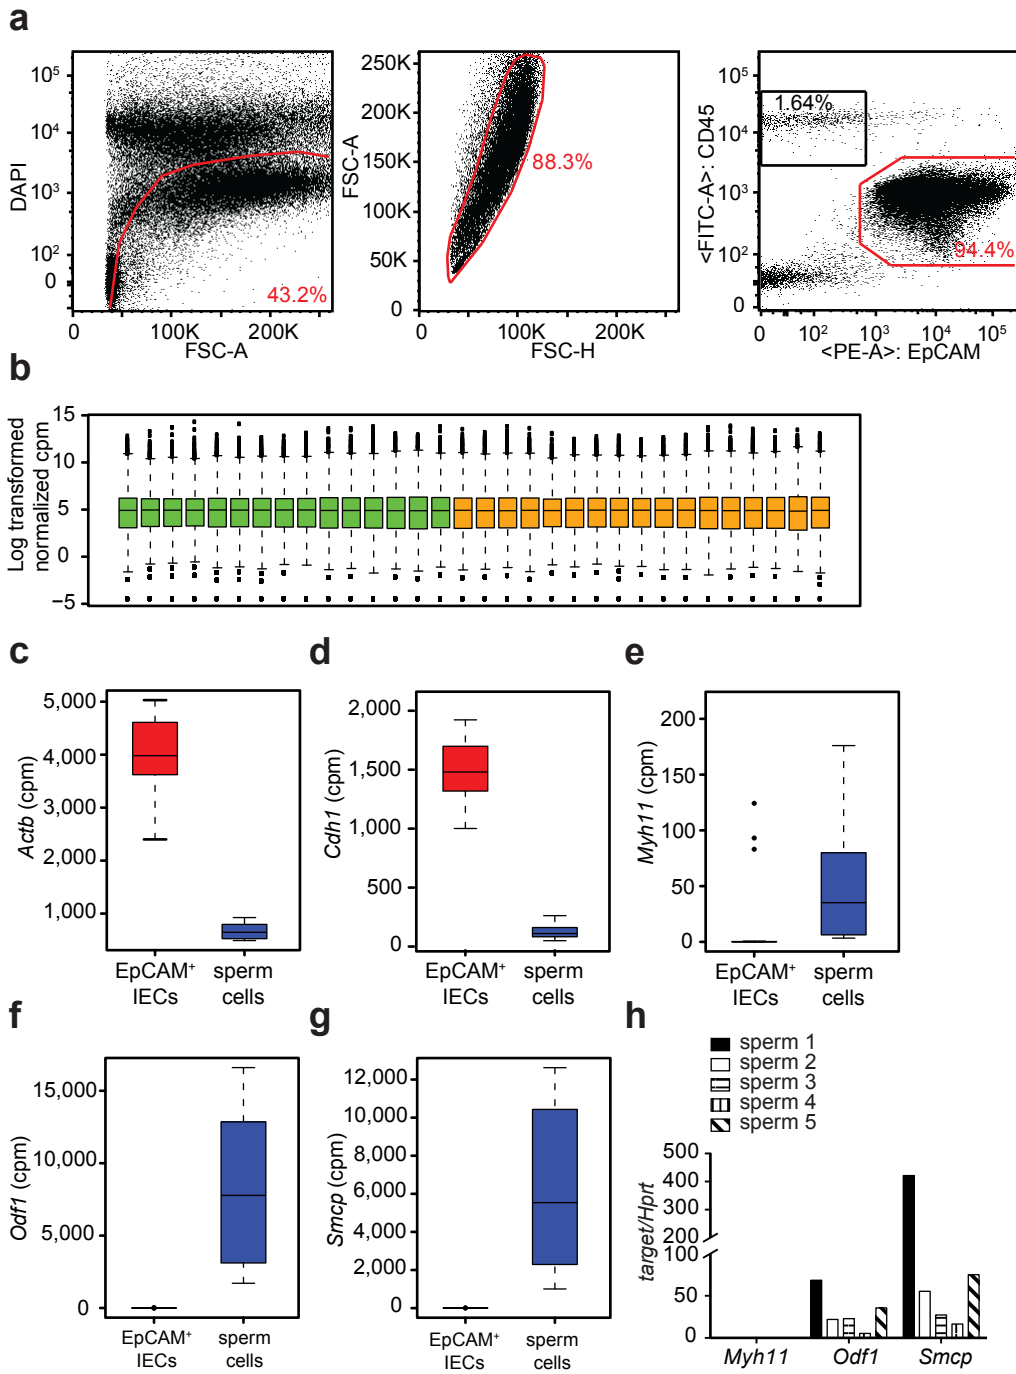 a
DAPI
10⁵
10⁴
10³
10²
0
43.2%
0
100K
200K
FSC-A
FSC-A
250K
200K
150K
100K
50K
0
88.3%
0
100K
200K
FSC-H
<FITC-A>: CD45
10⁵
10⁴
10³
10²
0
1.64%
94.4%
0
10²
10³
10⁴
10⁵
<PE-A>: EpCAM
b
Log transformed
normalized cpm
15
10
5
0
−5
c
Actb (cpm)
5,000
4,000
3,000
2,000
1,000
EpCAM⁺
IECs
sperm
cells
d
Cdh1 (cpm)
2,000
1,500
1,000
500
0
EpCAM⁺
IECs
sperm
cells
e
Myh11 (cpm)
200
150
100
50
0
EpCAM⁺
IECs
sperm
cells
f
Odf1 (cpm)
15,000
10,000
5,000
0
EpCAM⁺
IECs
sperm
cells
g
Smcp (cpm)
12,000
10,000
8,000
6,000
4,000
2,000
0
EpCAM⁺
IECs
sperm
cells
h
sperm 1
sperm 2
sperm 3
sperm 4
sperm 5
target/Hprt
500
400
300
200
100
50
0
Myh11
Odf1
Smcp